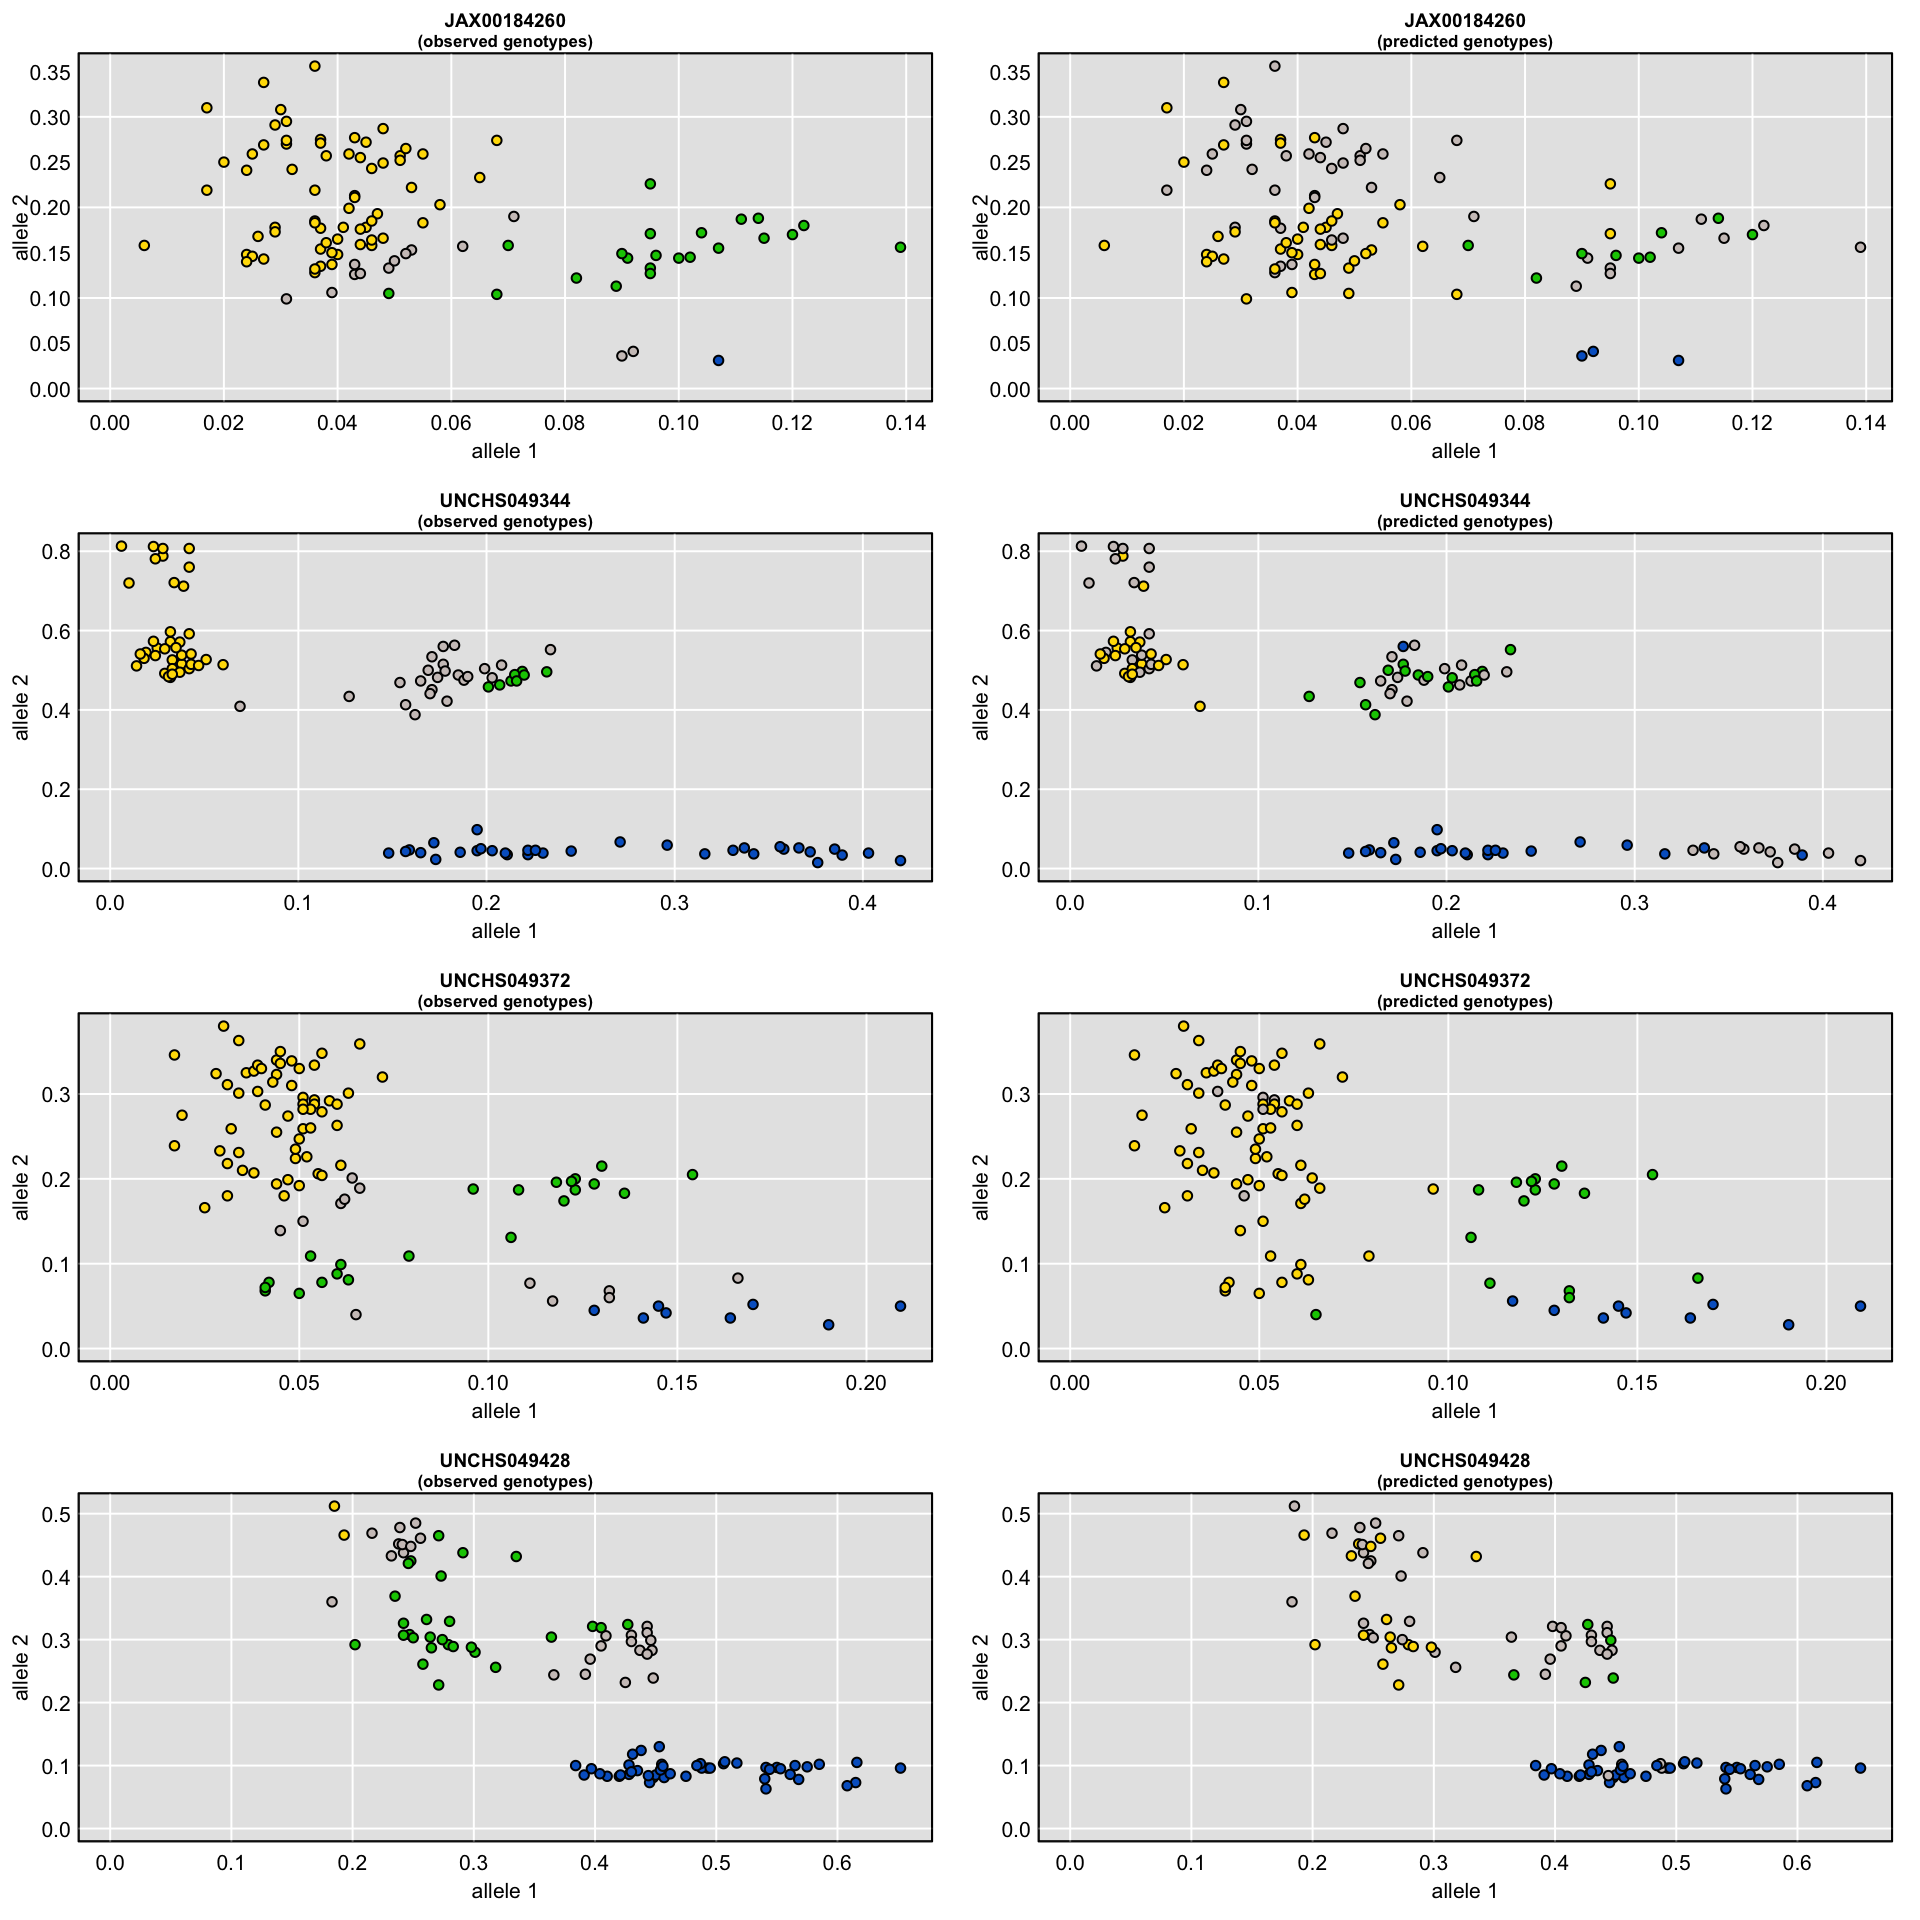 JAX00184260
(observed genotypes)
0.35
0.30
0.25
0.20
0.15
0.10
0.05
0.00
allele 2
0.00 0.02 0.04 0.06 0.08 0.10 0.12 0.14
allele 1
JAX00184260
(predicted genotypes)
0.35
0.30
0.25
0.20
0.15
0.10
0.05
0.00
allele 2
0.00 0.02 0.04 0.06 0.08 0.10 0.12 0.14
allele 1
UNCHS049344
(observed genotypes)
0.8
0.6
0.4
0.2
0.0
allele 2
0.0 0.1 0.2 0.3 0.4
allele 1
UNCHS049344
(predicted genotypes)
0.8
0.6
0.4
0.2
0.0
allele 2
0.0 0.1 0.2 0.3 0.4
allele 1
UNCHS049372
(observed genotypes)
0.3
0.2
0.1
0.0
allele 2
0.00 0.05 0.10 0.15 0.20
allele 1
UNCHS049372
(predicted genotypes)
0.3
0.2
0.1
0.0
allele 2
0.00 0.05 0.10 0.15 0.20
allele 1
UNCHS049428
(observed genotypes)
0.5
0.4
0.3
0.2
0.1
0.0
allele 2
0.0 0.1 0.2 0.3 0.4 0.5 0.6
allele 1
UNCHS049428
(predicted genotypes)
0.5
0.4
0.3
0.2
0.1
0.0
allele 2
0.0 0.1 0.2 0.3 0.4 0.5 0.6
allele 1